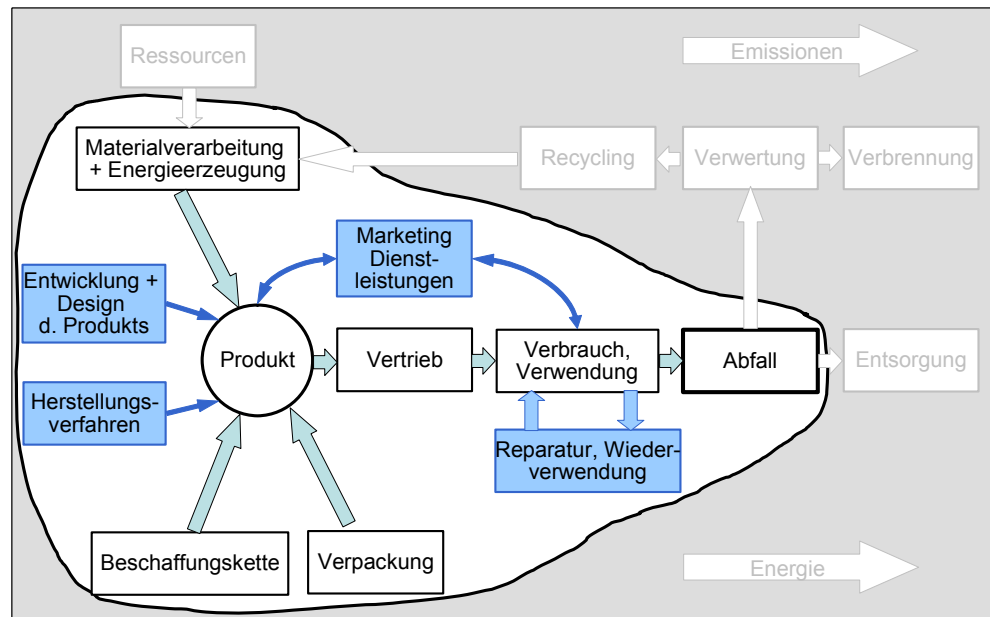 Ressourcen
Emissionen
Materialverarbeitung
+ Energieerzeugung
Recycling
Verwertung
Verbrennung
Marketing
Dienst-
leistungen
Entwicklung +
Design
d. Produkts
Produkt
Vertrieb
Verbrauch,
Verwendung
Abfall
Entsorgung
Herstellungs-
verfahren
Reparatur, Wieder-
verwendung
Beschaffungskette
Verpackung
Energie